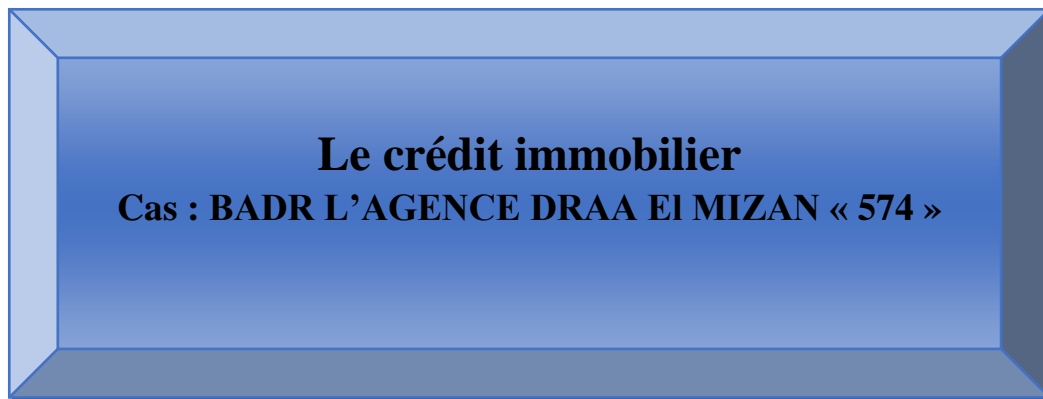 Le crédit immobilier
Cas : BADR L’AGENCE DRAA El MIZAN « 574 »